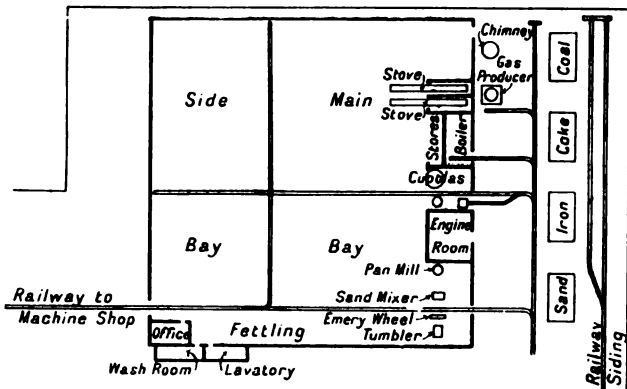 Chimney
Gas
Producer
Coal
Stove
Side
Main
Stove
Stores
Boiler
Coke
Cupolas
Engine
Room
Iron
Bay
Bay
Pan Mill
Sand Mixer
Sand
Railway to
Machine Shop
Emery Wheel
Office
Fettling
Tumbler
Wash Room
Lavatory
Railway
Siding